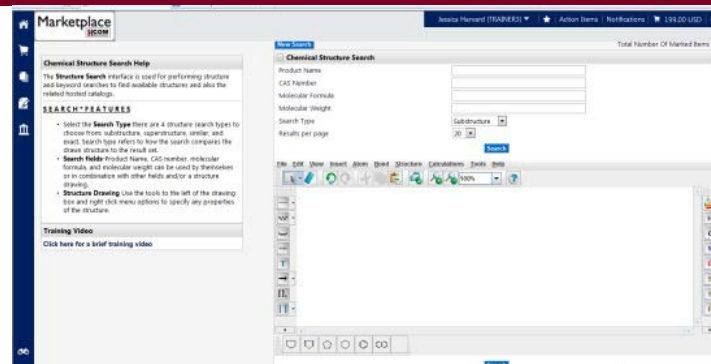 Marketplace
SCOM
Jessica Harvard (TRAINER3)
Action Items
Notifications
199.00 USD
New Search
Total Number Of Marked Items
Chemical Structure Search Help
The Structure Search interface is used for performing structure
and keyword searches to find available structures and also the
related hosted catalogs.
SEARCH*FEATURES
• Select the Search Type there are 4 structure search types to
choose from: substructure, superstructure, similar, and
exact. Search type refers to how the search compares the
drawn structure to the result set.
• Search fields Product Name, CAS number, molecular
formula, and molecular weight can be used by themselves
or in combination with other fields and/or a structure
drawing.
• Structure Drawing Use the tools to the left of the drawing
box and right click menu options to specify any properties
of the structure.
Training Video
Click here for a brief training video
Chemical Structure Search
Product Name
CAS Number
Molecular Formula
Molecular Weight
Search Type
Substructure
Results per page
20
Search
File Edit View Insert Atom Bond Structure Calculations Tools Help
100%